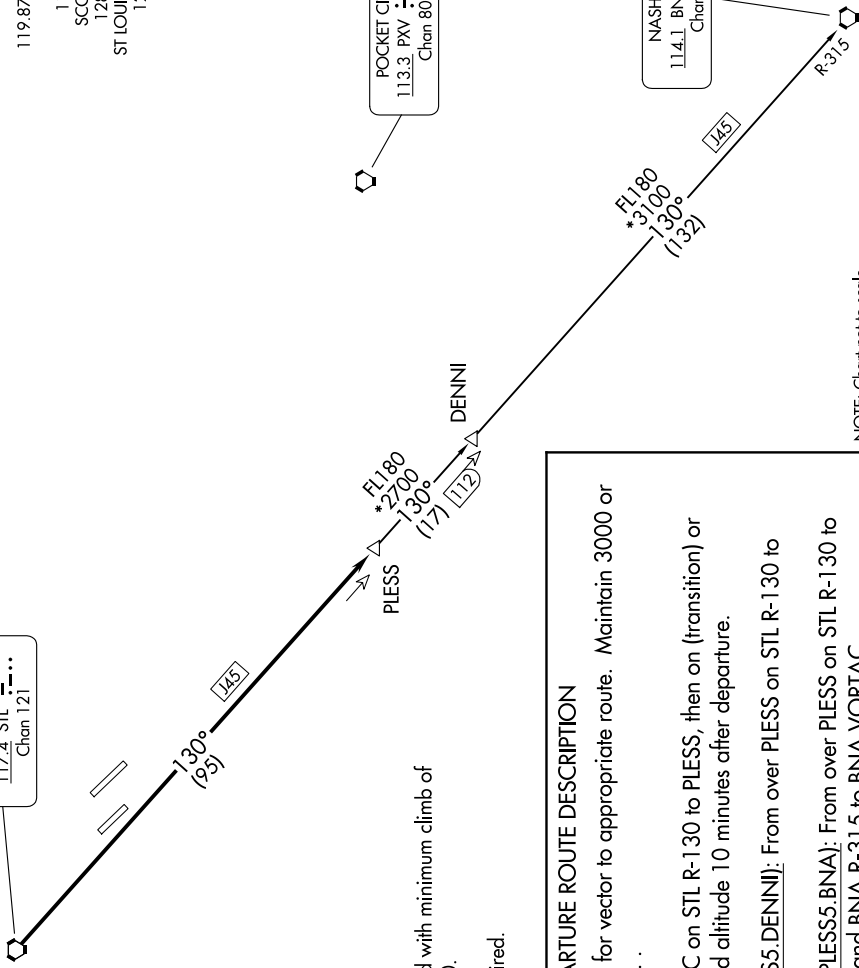 119.87
ST LOUI
POCKET CI
113.3 PXV
Chan 80
NASH
114.1 BN
Chan
R-315
J45
FL180
*3100
130°
(132)
DENNI
FL180
*2700
130°
(17)
112
PLESS
J45
130°
(95)
117.4 STL
Chan 121
d with minimum climb of
).
ired.
NOTE: Chart not to scale
ARTURE ROUTE DESCRIPTION
for vector to appropriate route. Maintain 3000 or
. .
C on STL R-130 to PLESS, then on (transition) or
d altitude 10 minutes after departure.
S5.DENNI): From over PLESS on STL R-130 to
PLESS5.BNA): From over PLESS on STL R-130 to
and BNA R-315 to BNA VORTAC